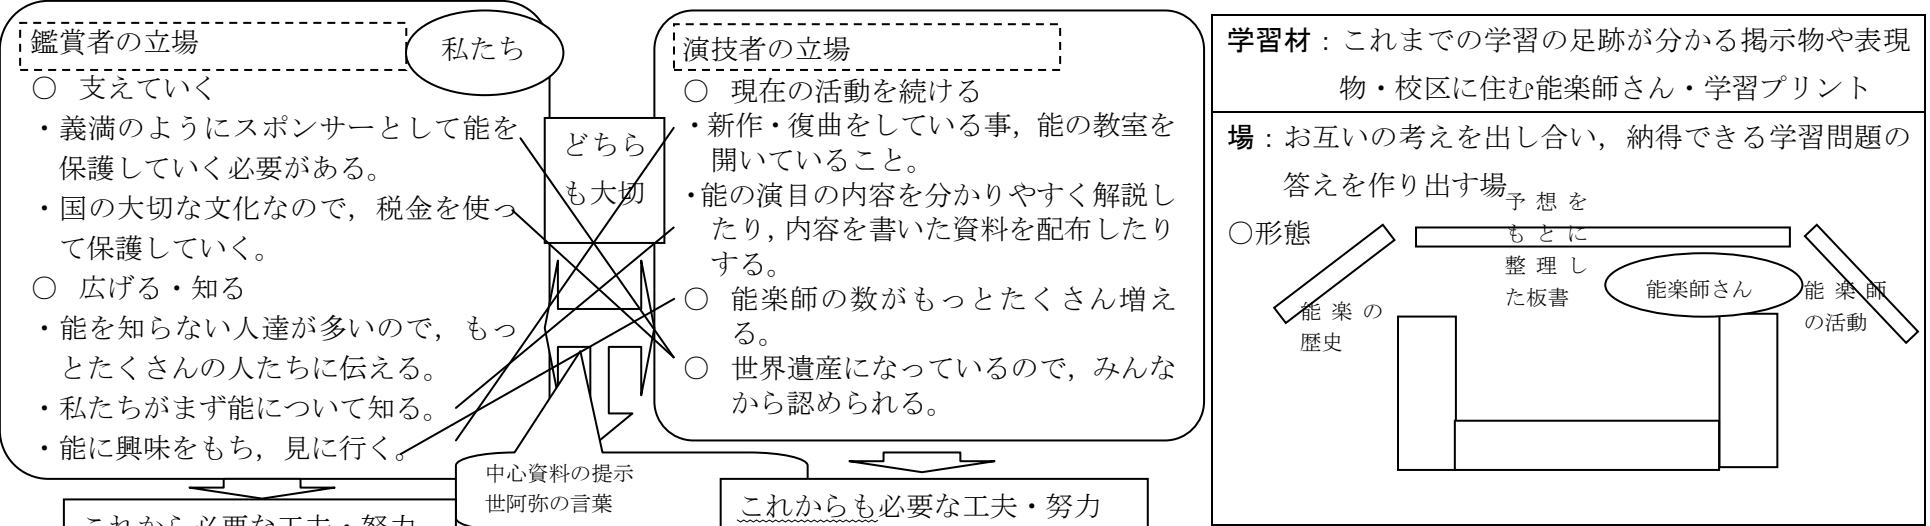 鑑賞者の立場
私たち
○ 支えていく
・義満のようにスポンサーとして能を
保護していく必要がある。
・国の大切な文化なので，税金を使っ
て保護していく。
○ 広げる・知る
・能を知らない人達が多いので，もっ
とたくさんの人たちに伝える。
・私たちがまず能について知る。
・能に興味をもち，見に行く。
これから必要な工夫・努力
どちら
も大切
中心資料の提示
世阿弥の言葉
演技者の立場
○ 現在の活動を続ける
・新作・復曲をしている事，能の教室を
開いていること。
・能の演目の内容を分かりやすく解説し
たり，内容を書いた資料を配布したり
する。
○ 能楽師の数がもっとたくさん増え
る。
○ 世界遺産になっているので，みんな
から認められる。
これからも必要な工夫・努力
学習材：これまでの学習の足跡が分かる掲示物や表現
物・校区に住む能楽師さん・学習プリント
場：お互いの考えを出し合い，納得できる学習問題の
答えを作り出す場
○形態
予想を
もとに
整理し
た板書
能楽の
歴史
能楽師さん
能楽師
の活動